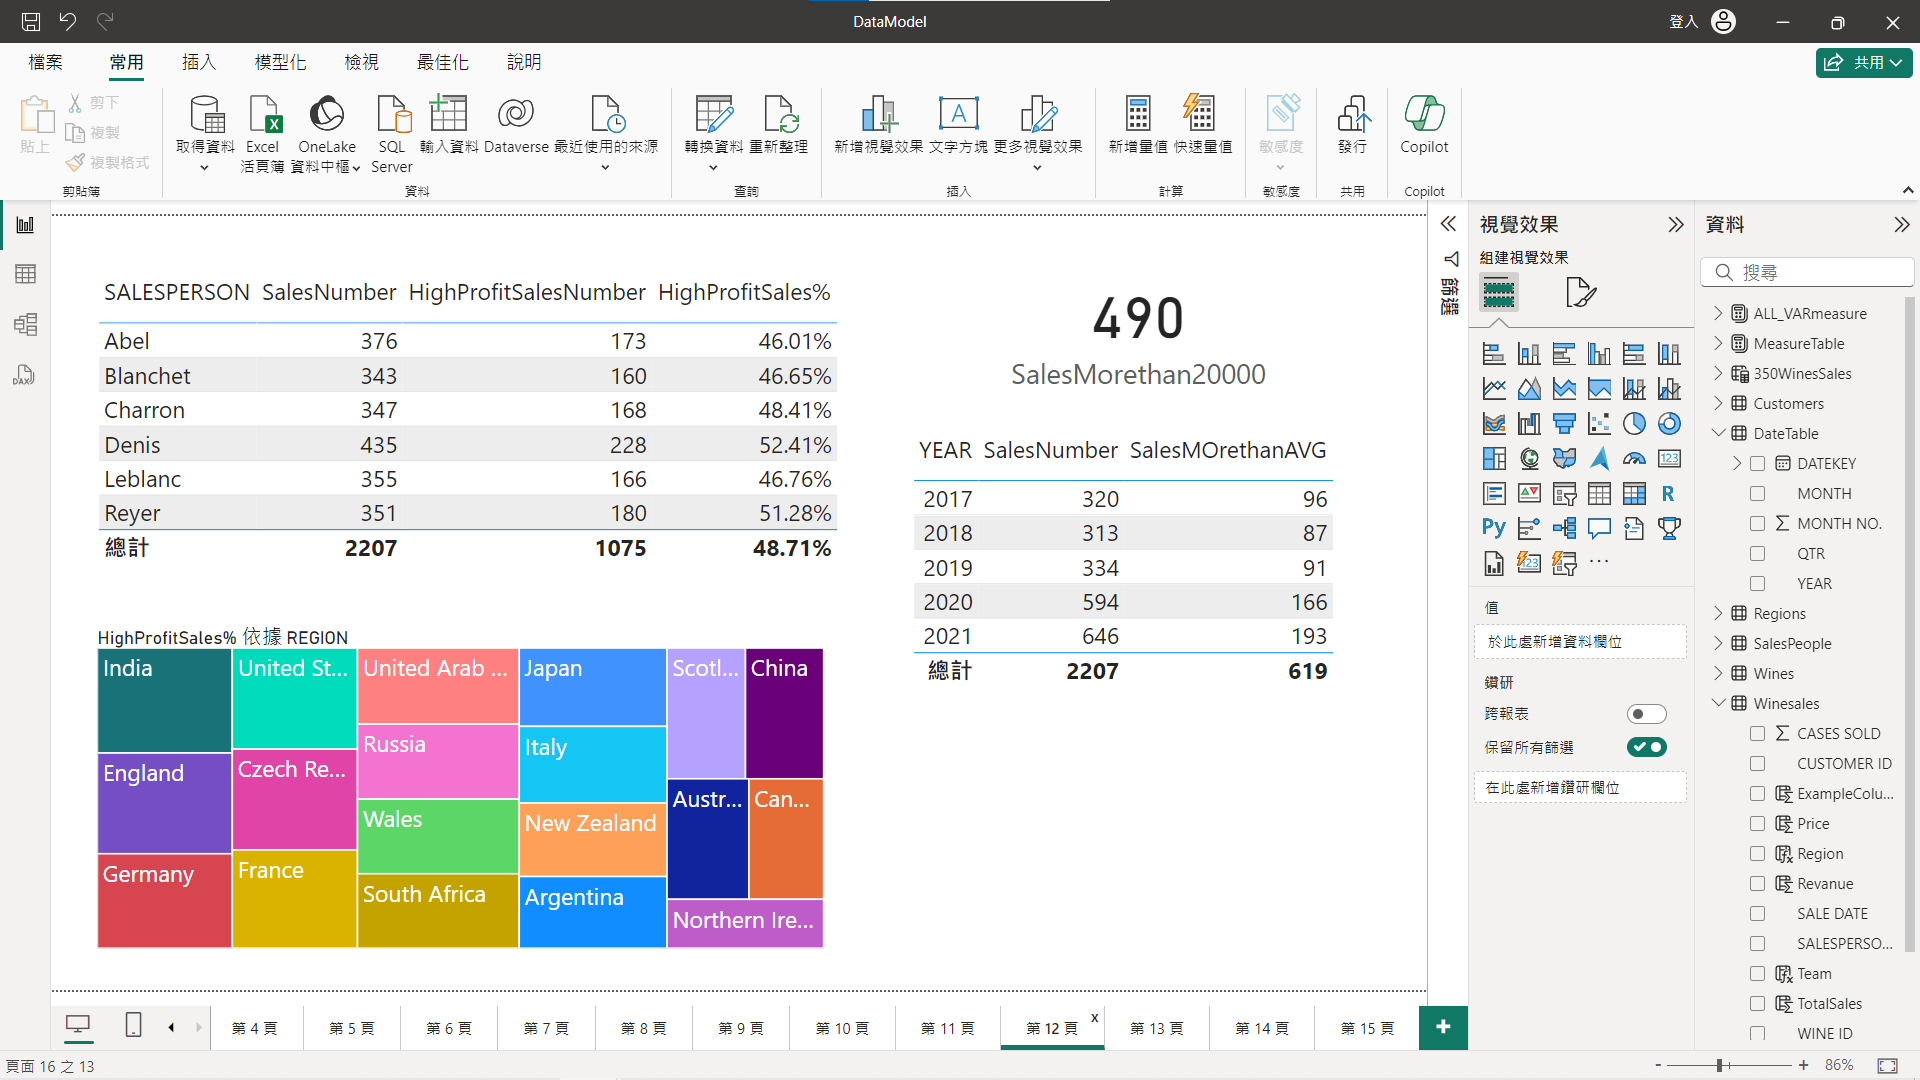 DataModel
登入
檔案
常用
插入
模型化
檢視
最佳化
說明
共用
貼上
剪下
複製
複製格式
剪貼簿
取得資料
Excel
活頁簿
OneLake
資料中樞
SQL
Server
輸入資料
Dataverse
最近使用的來源
資料
轉換資料
重新整理
查詢
新增視覺效果
文字方塊
更多視覺效果
插入
新增量值
快速量值
計算
敏感度
敏感度
發行
共用
Copilot
Copilot
SALESPERSON SalesNumber HighProfitSalesNumber HighProfitSales%
Abel 376 173 46.01%
Blanchet 343 160 46.65%
Charron 347 168 48.41%
Denis 435 228 52.41%
Leblanc 355 166 46.76%
Reyer 351 180 51.28%
總計 2207 1075 48.71%
490
SalesMorethan20000
YEAR SalesNumber SalesMOrethanAVG
2017 320 96
2018 313 87
2019 334 91
2020 594 166
2021 646 193
總計 2207 619
HighProfitSales% 依據 REGION
India
England
Germany
United St...
Czech Re...
France
United Arab ...
Russia
Wales
South Africa
Japan
Italy
New Zealand
Argentina
Scotl...
China
Austr...
Can...
Northern Ire...
篩選
視覺效果
組建視覺效果
值
於此處新增資料欄位
鑽研
跨報表
保留所有篩選
在此處新增鑽研欄位
資料
搜尋
ALL_VARmeasure
MeasureTable
350WinesSales
Customers
DateTable
DATEKEY
MONTH
MONTH NO.
QTR
YEAR
Regions
SalesPeople
Wines
Winesales
CASES SOLD
CUSTOMER ID
ExampleColu...
Price
Region
Revanue
SALE DATE
SALESPERSO...
Team
TotalSales
WINE ID
第 4 頁
第 5 頁
第 6 頁
第 7 頁
第 8 頁
第 9 頁
第 10 頁
第 11 頁
第 12 頁
x
第 13 頁
第 14 頁
第 15 頁
頁面 16 之 13
- + 86%